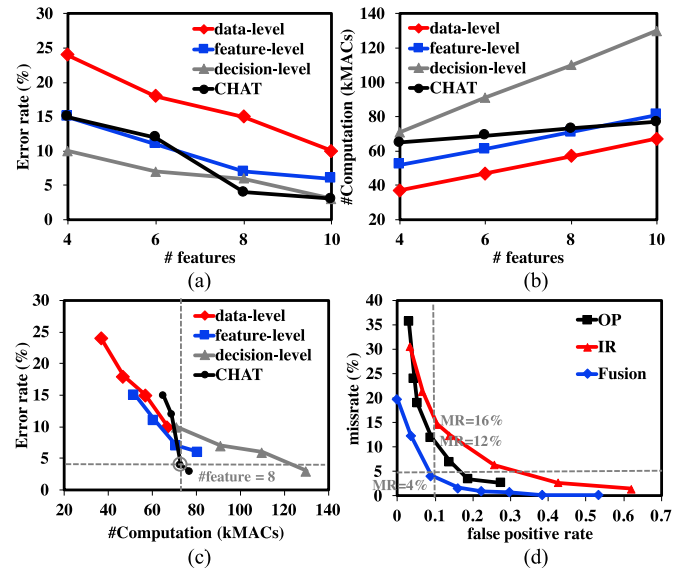 (a)
(b)
30
25
20
15
10
5
0
Error rate (%)
data-level
feature-level
decision-level
CHAT
4
6
8
10
# features
140
120
100
80
60
40
20
#Computation (kMACs)
data-level
feature-level
decision-level
CHAT
4
6
8
10
# features
(a)
(b)
30
25
20
15
10
5
0
Error rate (%)
data-level
feature-level
decision-level
CHAT
#feature = 8
20
40
60
80
100
120
140
#Computation (kMACs)
(c)
40
35
30
25
20
15
10
5
0
missrate (%)
OP
IR
Fusion
MR=16%
MR=12%
MR=4%
0
0.1
0.2
0.3
0.4
0.5
0.6
0.7
false positive rate
(d)